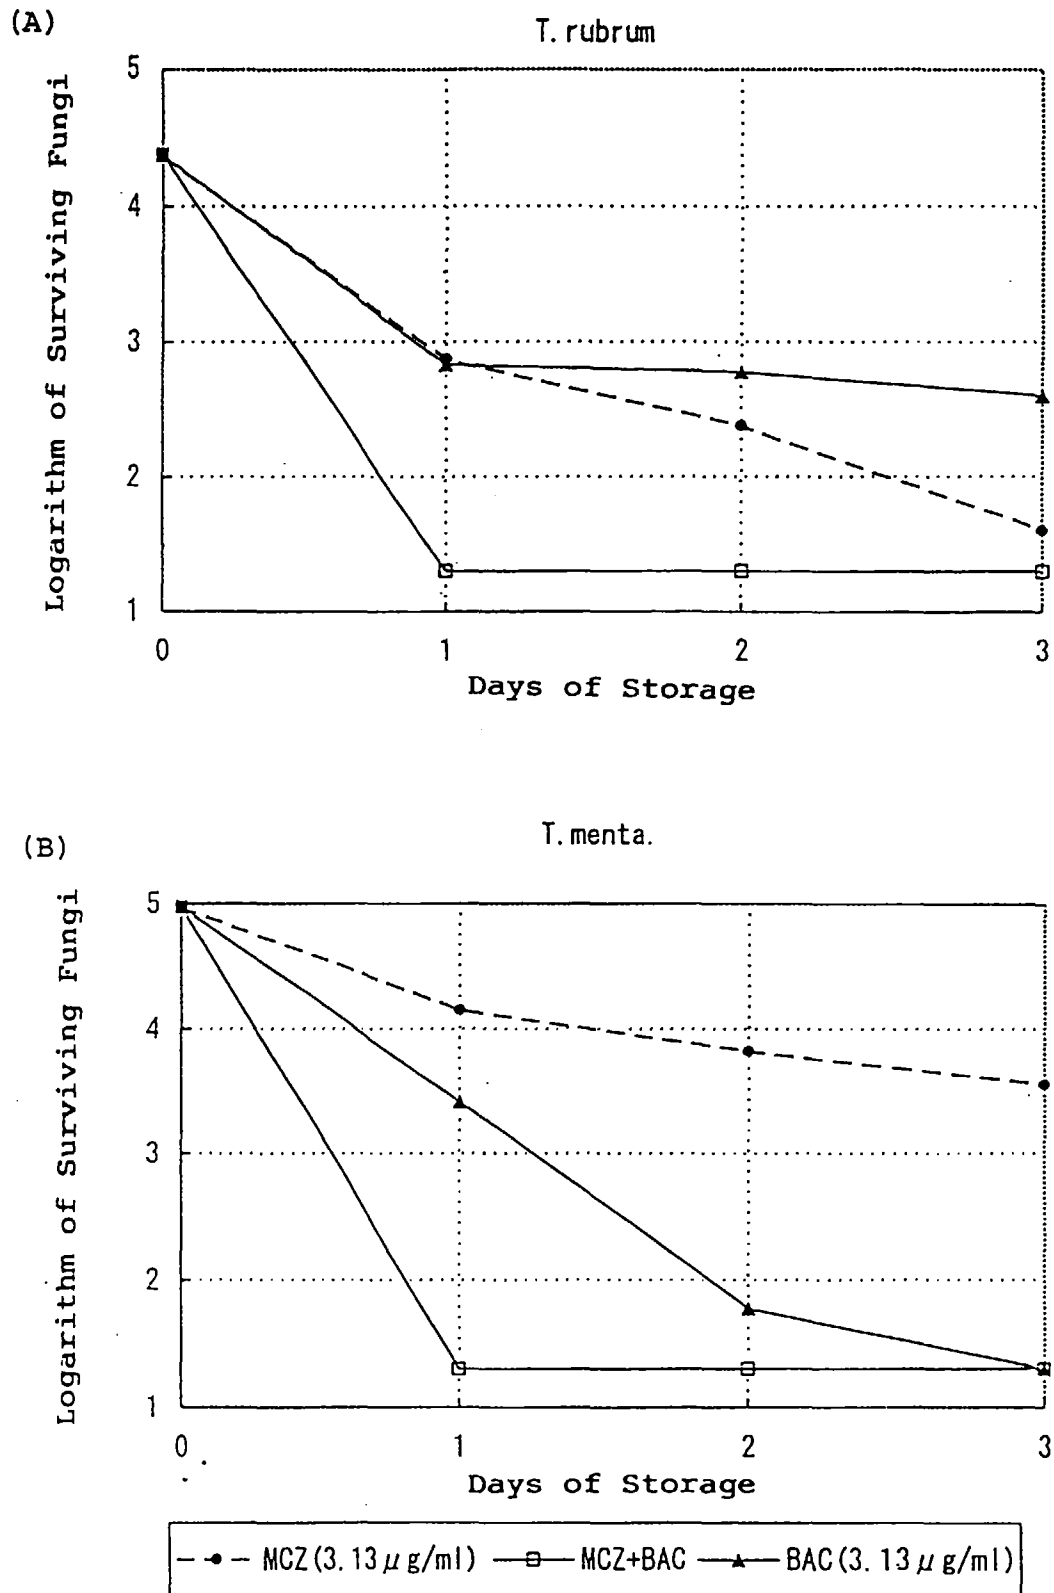 (A)
T. rubrum
Logarithm of Surviving Fungi
5
4
3
2
1
0 1 2 3
Days of Storage
(B)
T. menta.
Logarithm of Surviving Fungi
5
4
3
2
1
0 1 2 3
Days of Storage
MCZ (3.13 μg/ml) MCZ+BAC BAC (3.13 μg/ml)